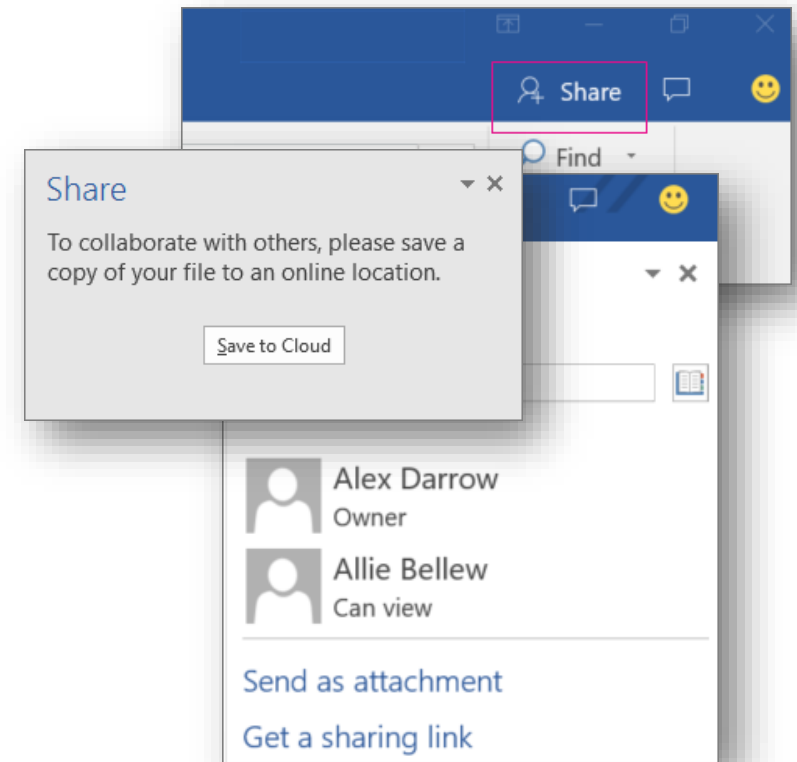 Share
Find
Share
To collaborate with others, please save a
copy of your file to an online location.
Save to Cloud
Alex Darrow
Owner
Allie Bellew
Can view
Send as attachment
Get a sharing link